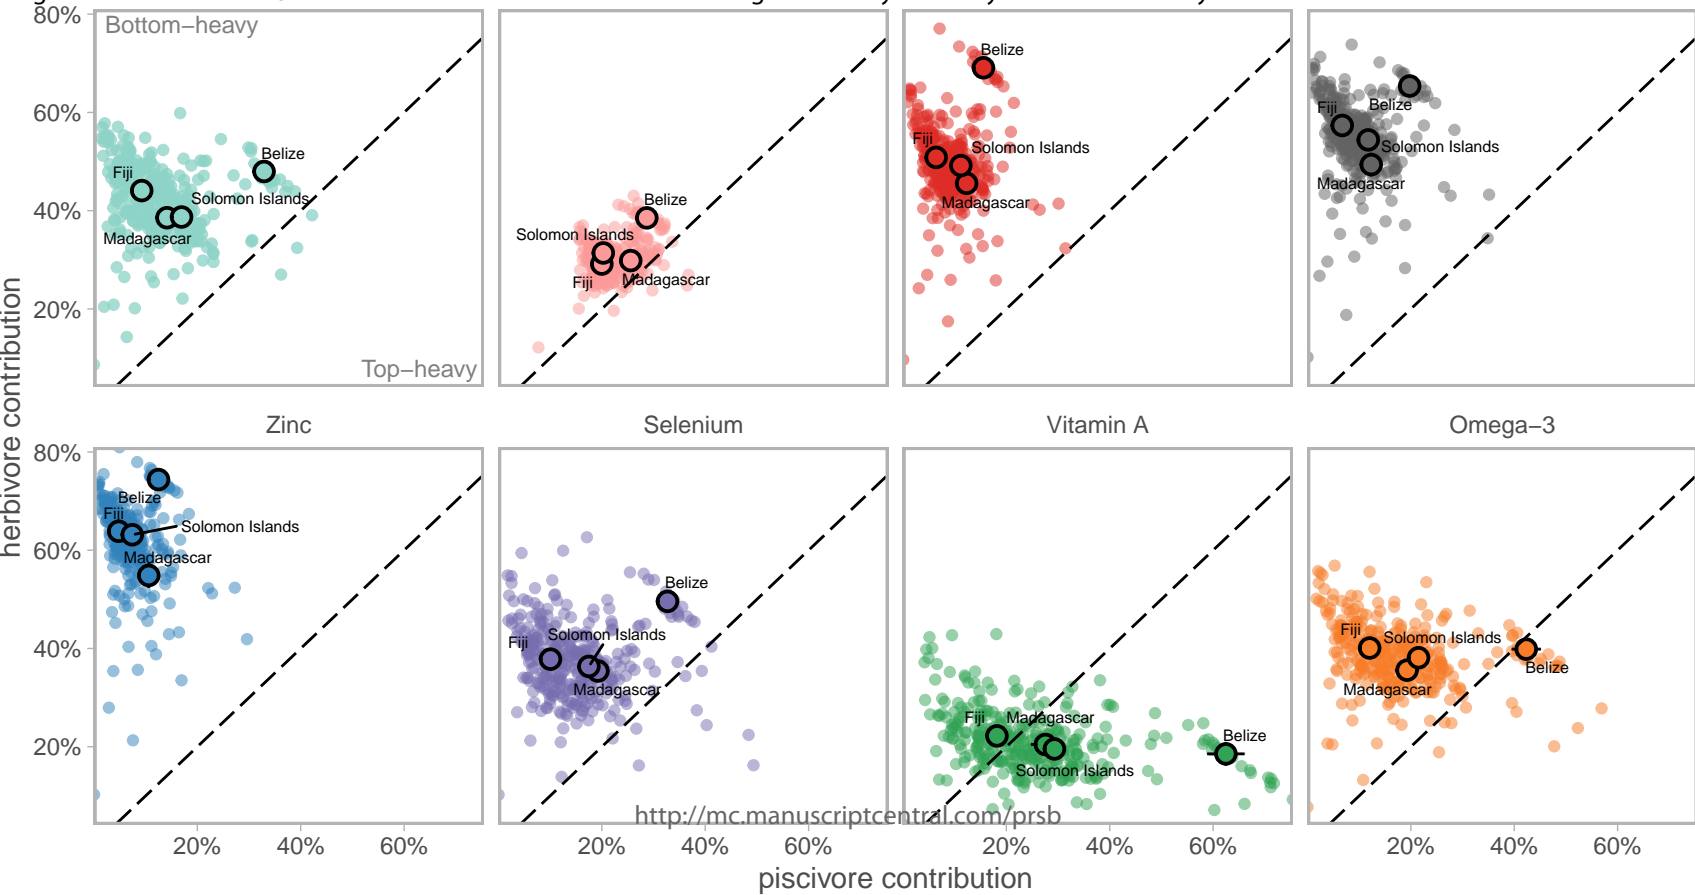 80%
Bottom−heavy
Belize
60%
Fiji
Belize
Fiji
Belize
Belize
Solomon Islands
Solomon Islands
Fiji
Solomon Islands
Madagascar
Madagascar
40%
Belize
Solomon Islands
Madagascar
Fiji
Madagascar
20%
Top−heavy
Zinc
Selenium
Vitamin A
Omega−3
80%
Belize
Fiji
Solomon Islands
60%
Madagascar
Belize
Fiji
Solomon Islands
Fiji
Solomon Islands
40%
Belize
Madagascar
Madagascar
Fiji
Madagascar
Belize
20%
Solomon Islands
http://mc.manuscriptcentral.com/prsb
20%
40%
60%
20%
40%
60%
20%
40%
60%
20%
40%
60%
piscivore contribution
herbivore contribution